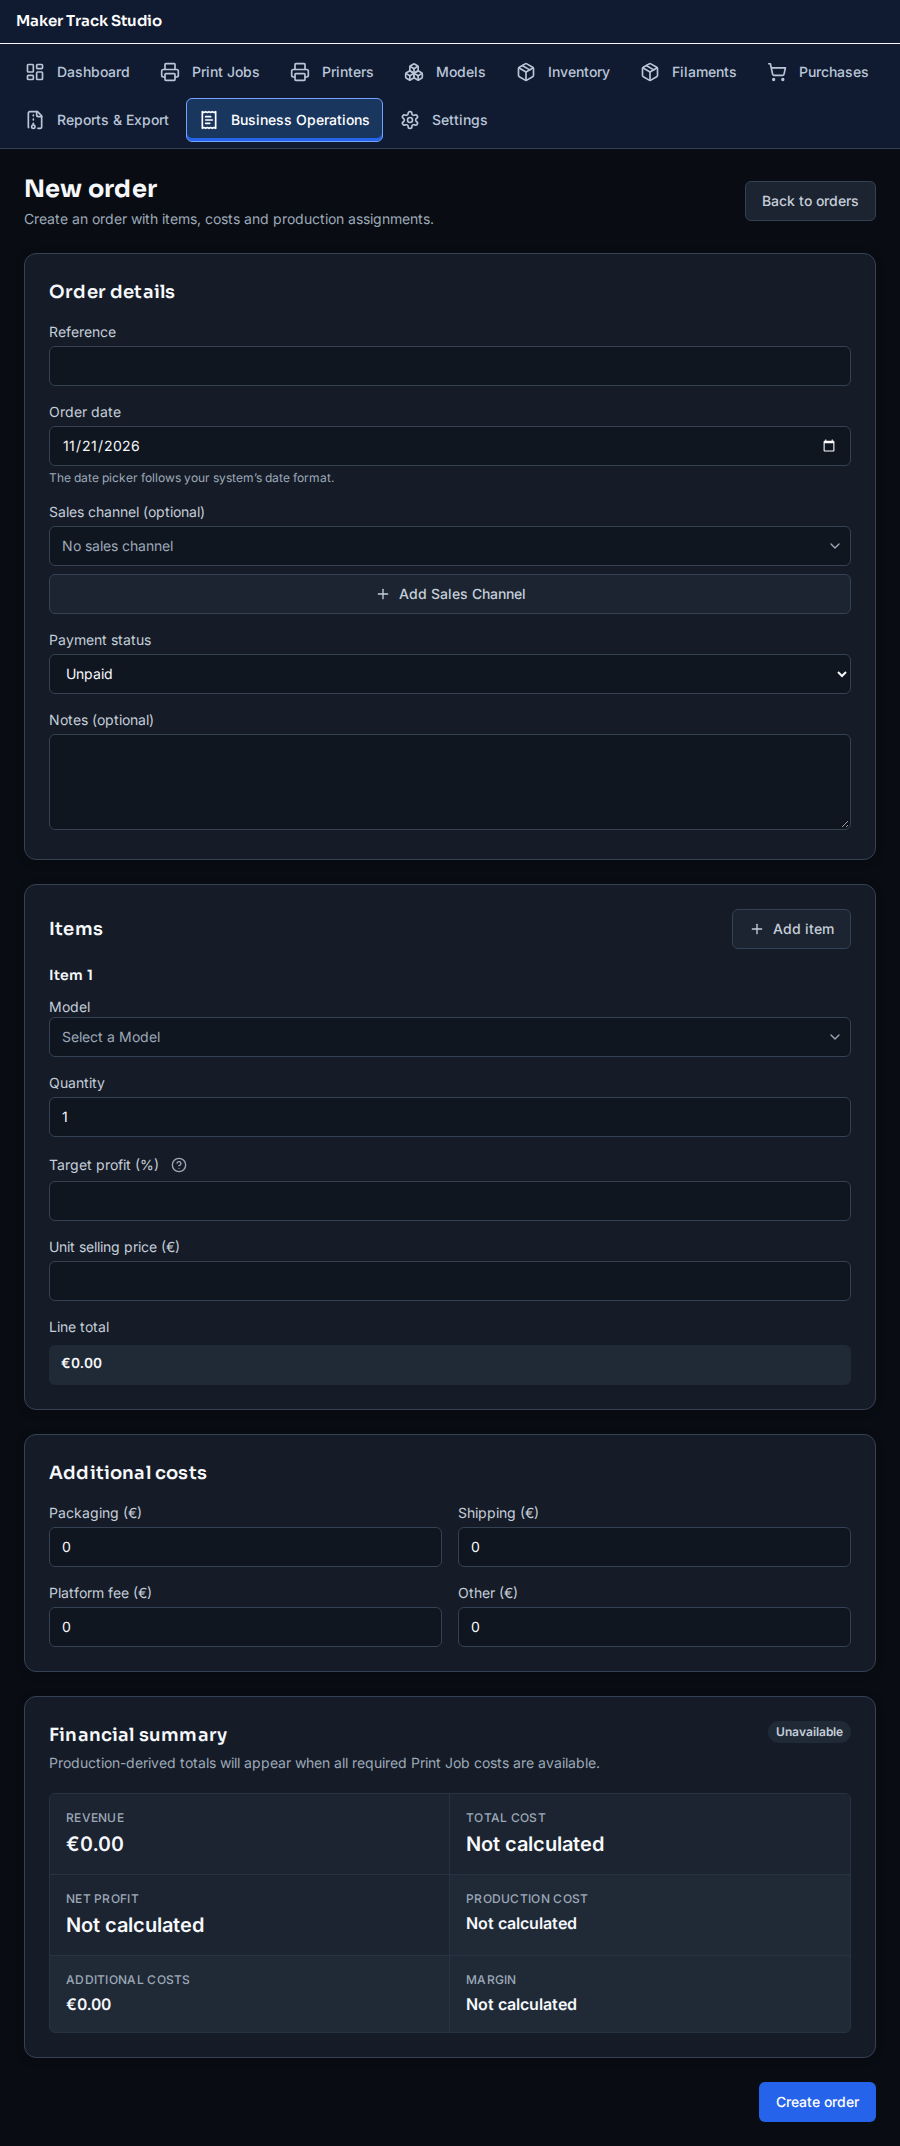 Maker Track Studio
Dashboard
Print Jobs
Printers
Models
Inventory
Filaments
Purchases
Reports & Export
Business Operations
Settings
New order
Create an order with items, costs and production assignments.
Back to orders
Order details
Reference
Order date
11/21/2026
The date picker follows your system’s date format.
Sales channel (optional)
No sales channel
Add Sales Channel
Payment status
Unpaid
Notes (optional)
Items
Add item
Item 1
Model
Select a Model
Quantity
1
Target profit (%)
Unit selling price (€)
Line total
€0.00
Additional costs
Packaging (€)
Shipping (€)
0
0
Platform fee (€)
Other (€)
0
0
Financial summary
Unavailable
Production-derived totals will appear when all required Print Job costs are available.
REVENUE
TOTAL COST
€0.00
Not calculated
NET PROFIT
PRODUCTION COST
Not calculated
Not calculated
ADDITIONAL COSTS
MARGIN
€0.00
Not calculated
Create order